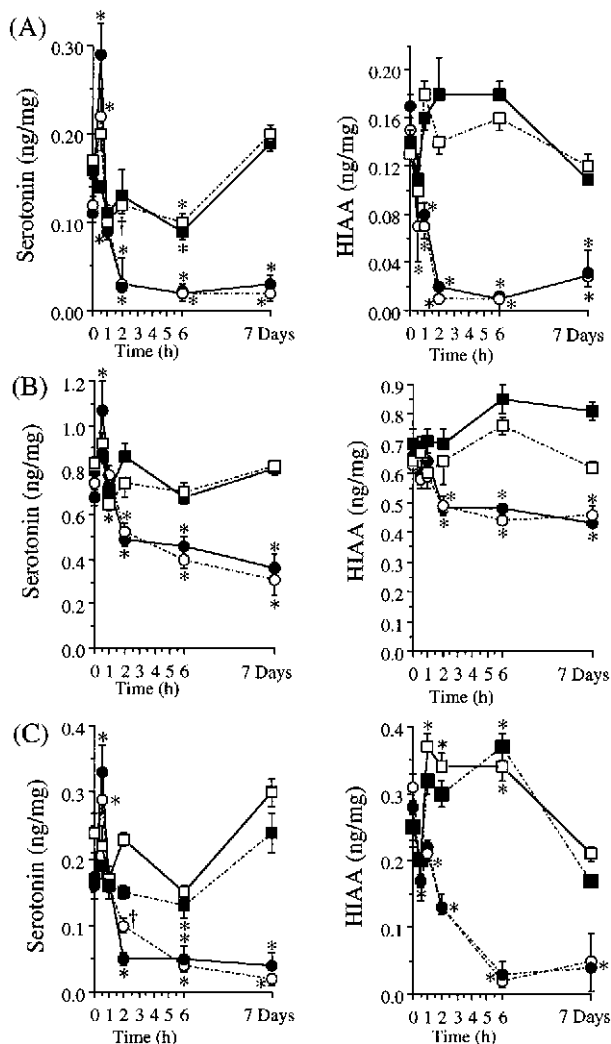 (A)
Serotonin (ng/mg)
0.30
0.20
0.10
0.00
0 1 2 3 4 5 6 7 Days
Time (h)
* * * ‡ * * * ‡ * * * *
HIAA (ng/mg)
0.20
0.16
0.12
0.08
0.04
0.00
0 1 2 3 4 5 6 7 Days
Time (h)
* * * * * * * * * *
(B)
Serotonin (ng/mg)
1.2
1.0
0.8
0.6
0.4
0.2
0.0
0 1 2 3 4 5 6 7 Days
Time (h)
* * * * * * * *
HIAA (ng/mg)
0.9
0.8
0.7
0.6
0.5
0.4
0.3
0.2
0.1
0.0
0 1 2 3 4 5 6 7 Days
Time (h)
* * * * * *
(C)
Serotonin (ng/mg)
0.4
0.3
0.2
0.1
0.0
0 1 2 3 4 5 6 7 Days
Time (h)
* * † * * * * * *
HIAA (ng/mg)
0.4
0.3
0.2
0.1
0.0
0 1 2 3 4 5 6 7 Days
Time (h)
* * * * * * * * *